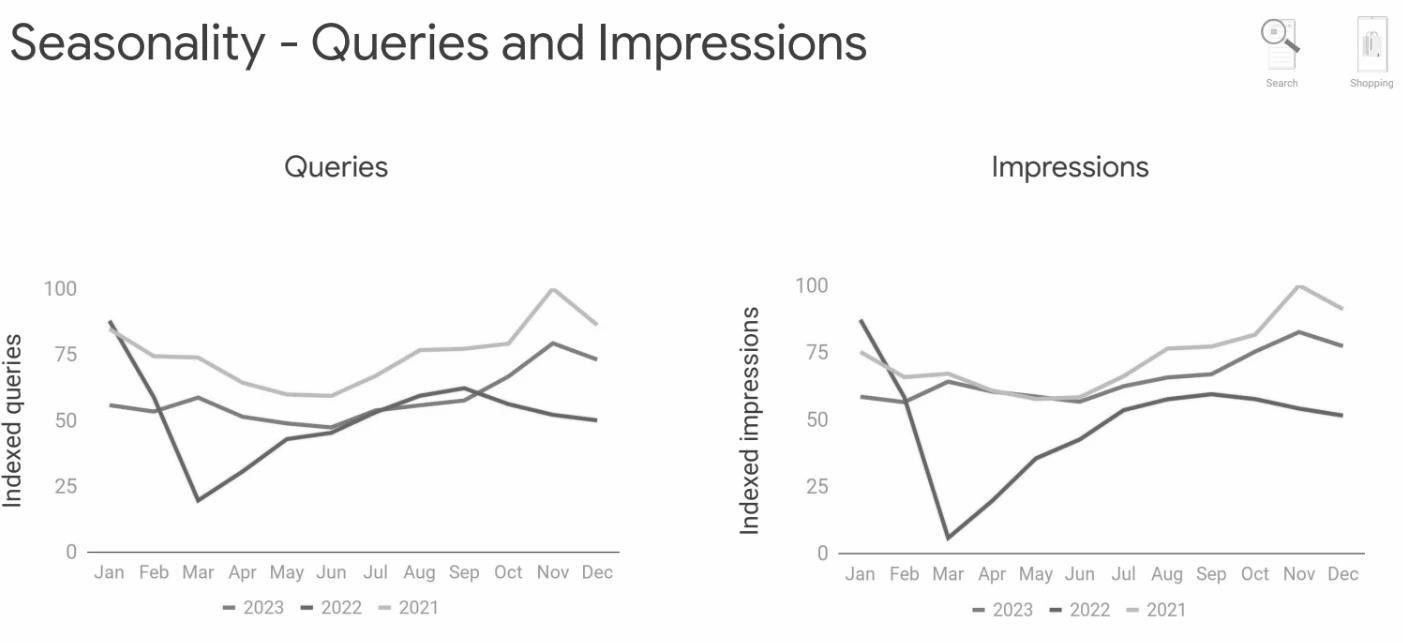 Seasonality - Queries and Impressions
Search
Shopping
Queries
Indexed queries
100
75
50
25
0
Jan Feb Mar Apr May Jun Jul Aug Sep Oct Nov Dec
2023 2022 2021
Impressions
Indexed impressions
100
75
50
25
0
Jan Feb Mar Apr May Jun Jul Aug Sep Oct Nov Dec
2023 2022 2021